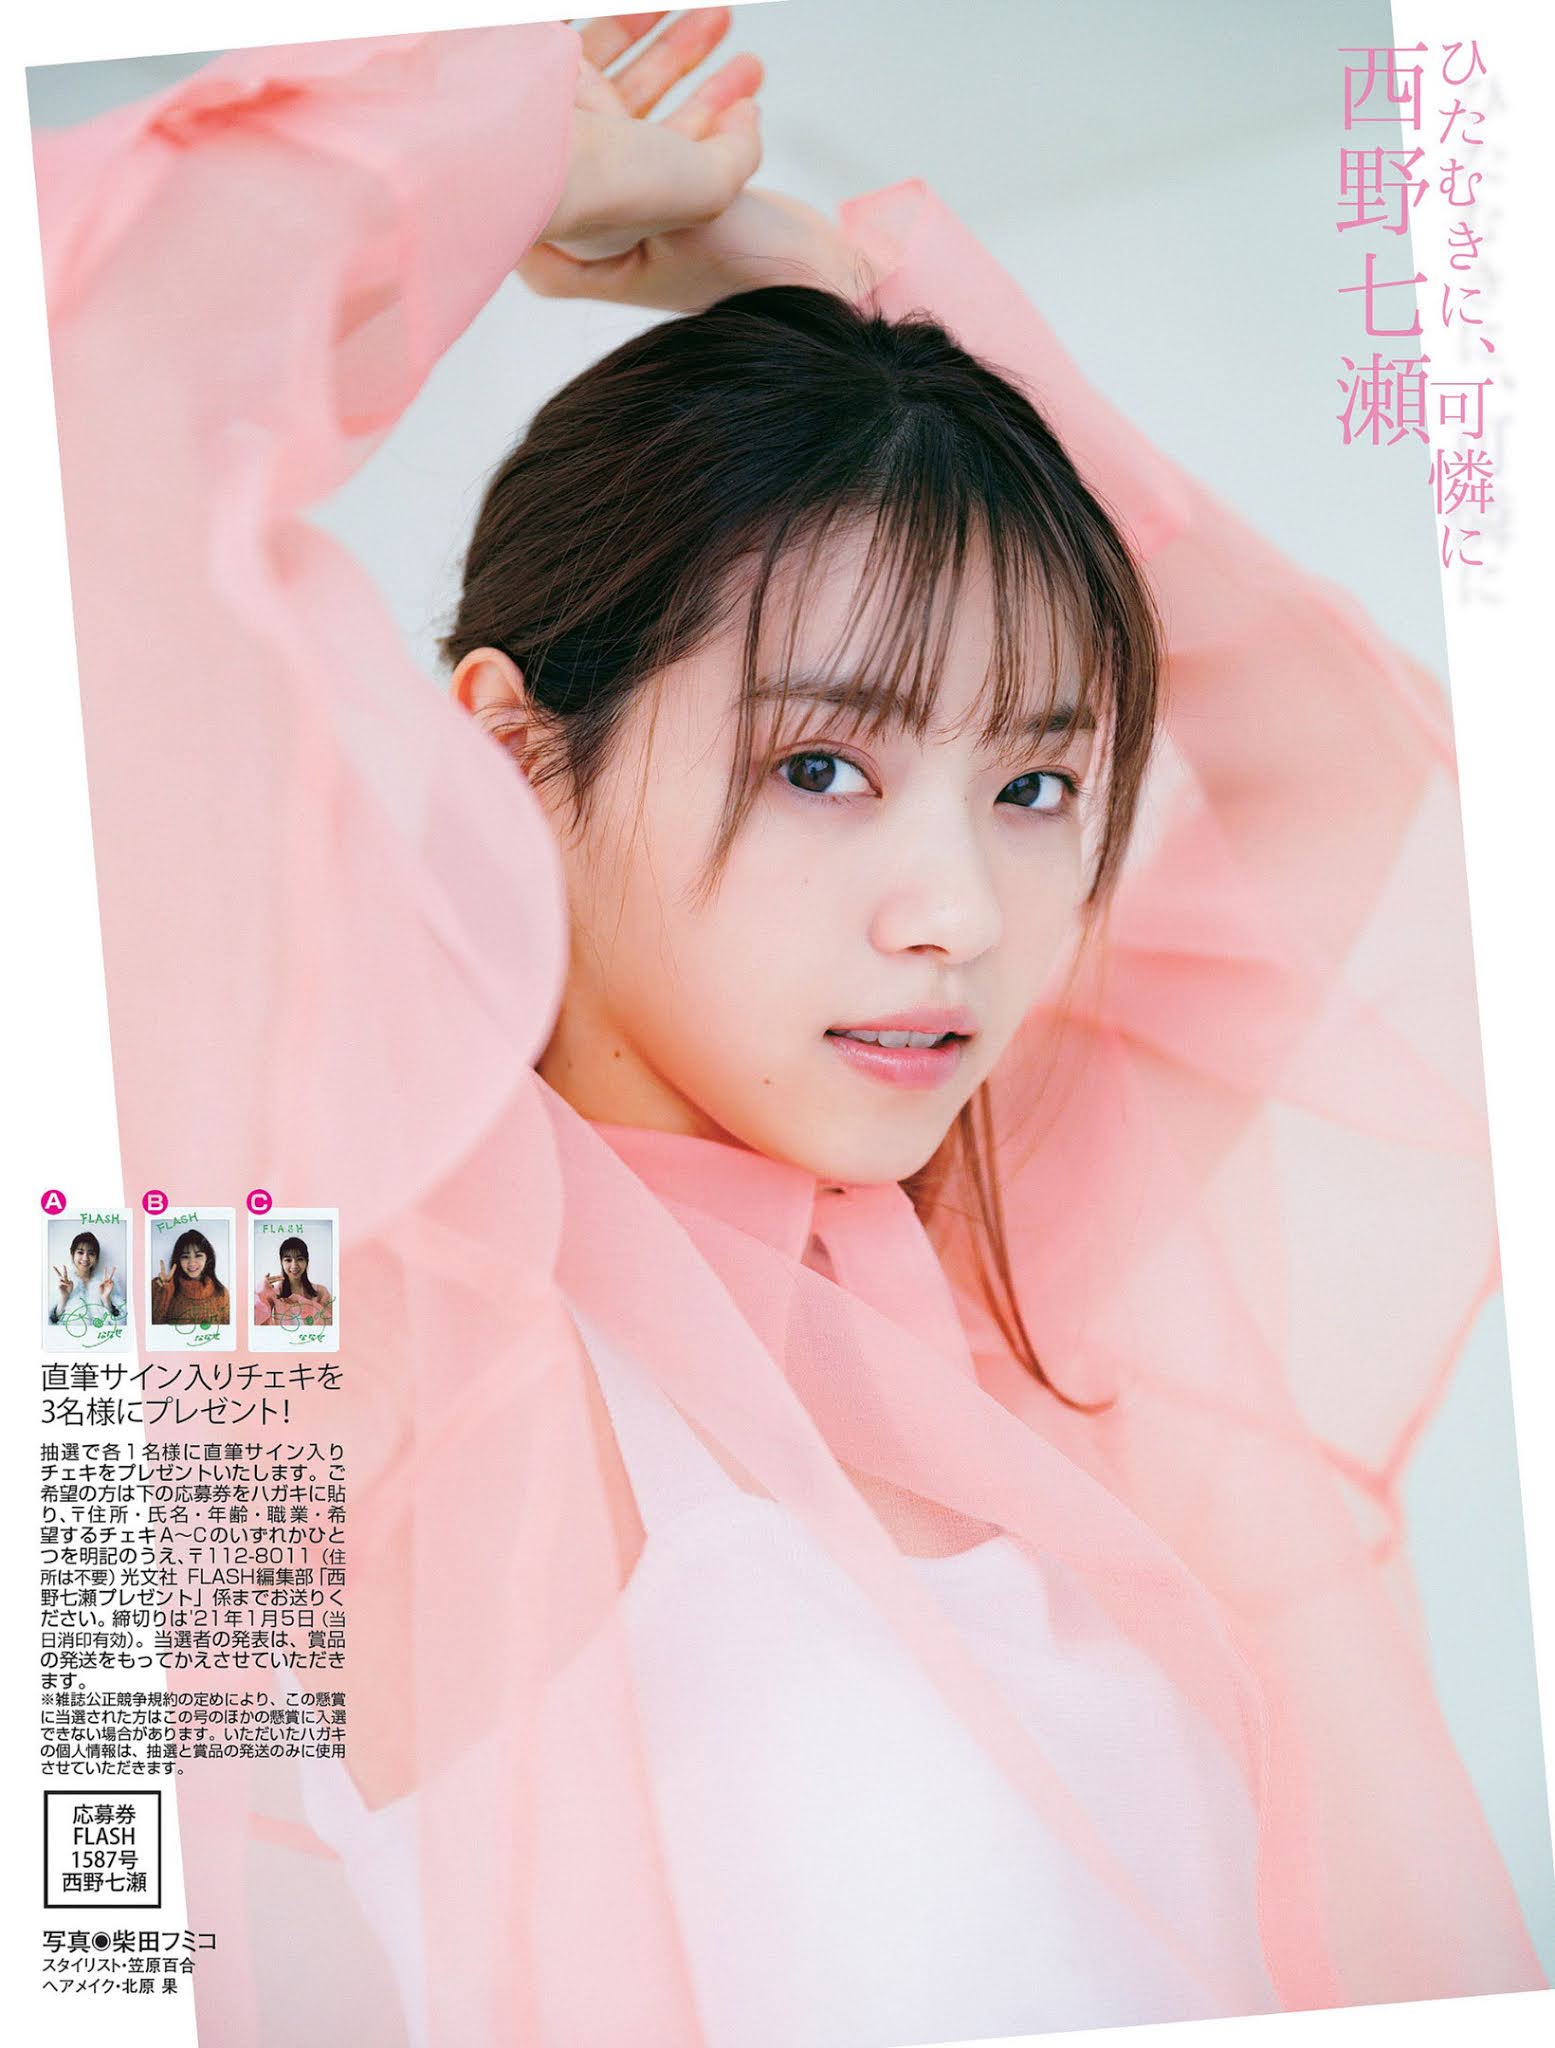 ひたむきに、可憐に
西野七瀬
A
B
C
FLASH
FLASH
FLASH
ななせ
ななせ
ななせ
直筆サイン入りチェキを
3名様にプレゼント!
抽選で各1名様に直筆サイン入り
チェキをプレゼントいたします。ご
希望の方は下の応募券をハガキに貼
り、〒住所・氏名・年齢・職業・希
望するチェキA~Cのいずれかひと
つを明記のうえ、〒112-8011(住
所は不要)光文社 FLASH編集部「西
野七瀬プレゼント」係までお送りく
ださい。締切りは'21年1月5日(当
日消印有効)。当選者の発表は、賞品
の発送をもってかえさせていただき
ます。
※雑誌公正競争規約の定めにより、この懸賞
に当選された方はこの号のほかの懸賞に入選
できない場合があります。いただいたハガキ
の個人情報は、抽選と賞品の発送のみに使用
させていただきます。
応募券
FLASH
1587号
西野七瀬
写真◉柴田フミコ
スタイリスト・笠原百合
ヘアメイク・北原 果